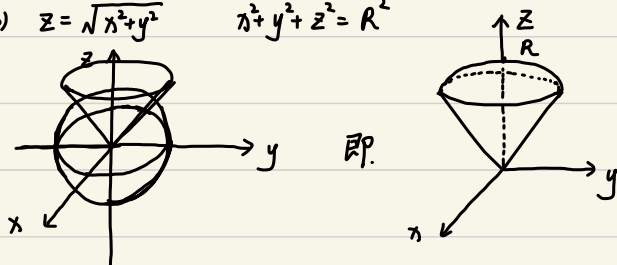 ) z = √x²+y² x²+y²+z² = R²
z
Z
R
y
即.
x
y
x